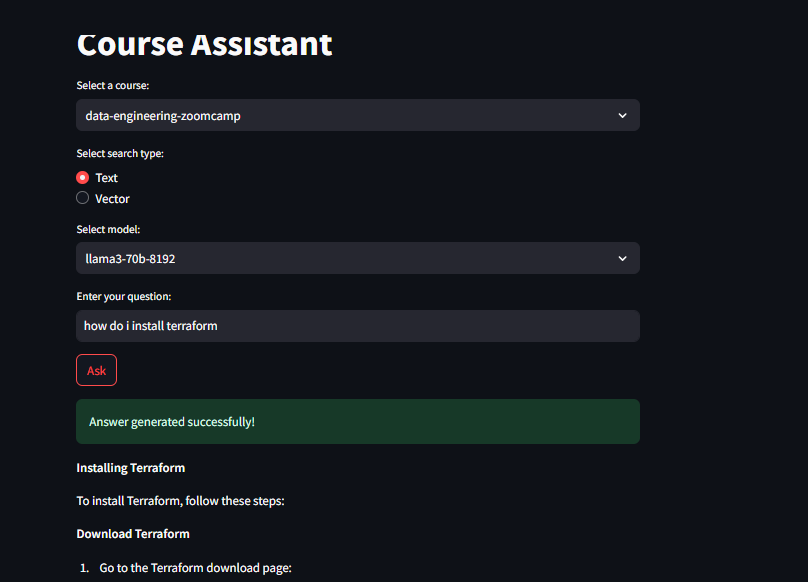 Course Assistant
Select a course:
data-engineering-zoomcamp
Select search type:
Text
Vector
Select model:
llama3-70b-8192
Enter your question:
how do i install terraform
Ask
Answer generated successfully!
Installing Terraform
To install Terraform, follow these steps:
Download Terraform
1. Go to the Terraform download page: